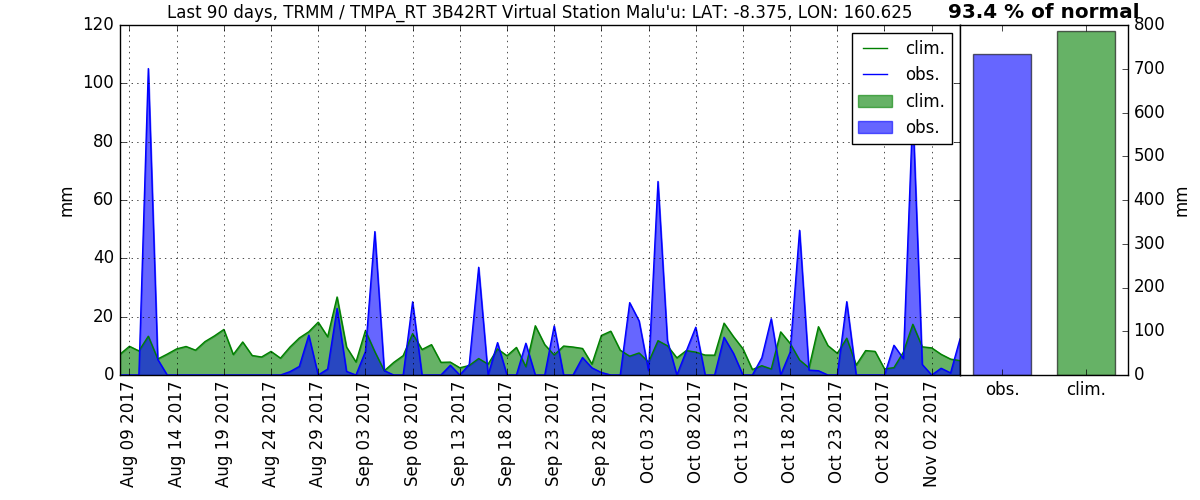 Last 90 days, TRMM / TMPA_RT 3B42RT Virtual Station Malu'u: LAT: -8.375, LON: 160.625
93.4 % of normal
120
100
80
60
40
20
0
mm
clim.
obs.
clim.
obs.
800
700
600
500
400
300
200
100
0
mm
Aug 09 2017
Aug 14 2017
Aug 19 2017
Aug 24 2017
Aug 29 2017
Sep 03 2017
Sep 08 2017
Sep 13 2017
Sep 18 2017
Sep 23 2017
Sep 28 2017
Oct 03 2017
Oct 08 2017
Oct 13 2017
Oct 18 2017
Oct 23 2017
Oct 28 2017
Nov 02 2017
obs.
clim.